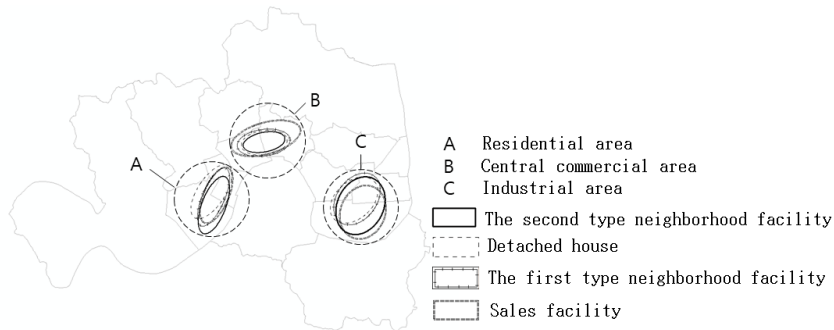 B
C
A
A Residential area
B Central commercial area
C Industrial area
The second type neighborhood facility
Detached house
The first type neighborhood facility
Sales facility